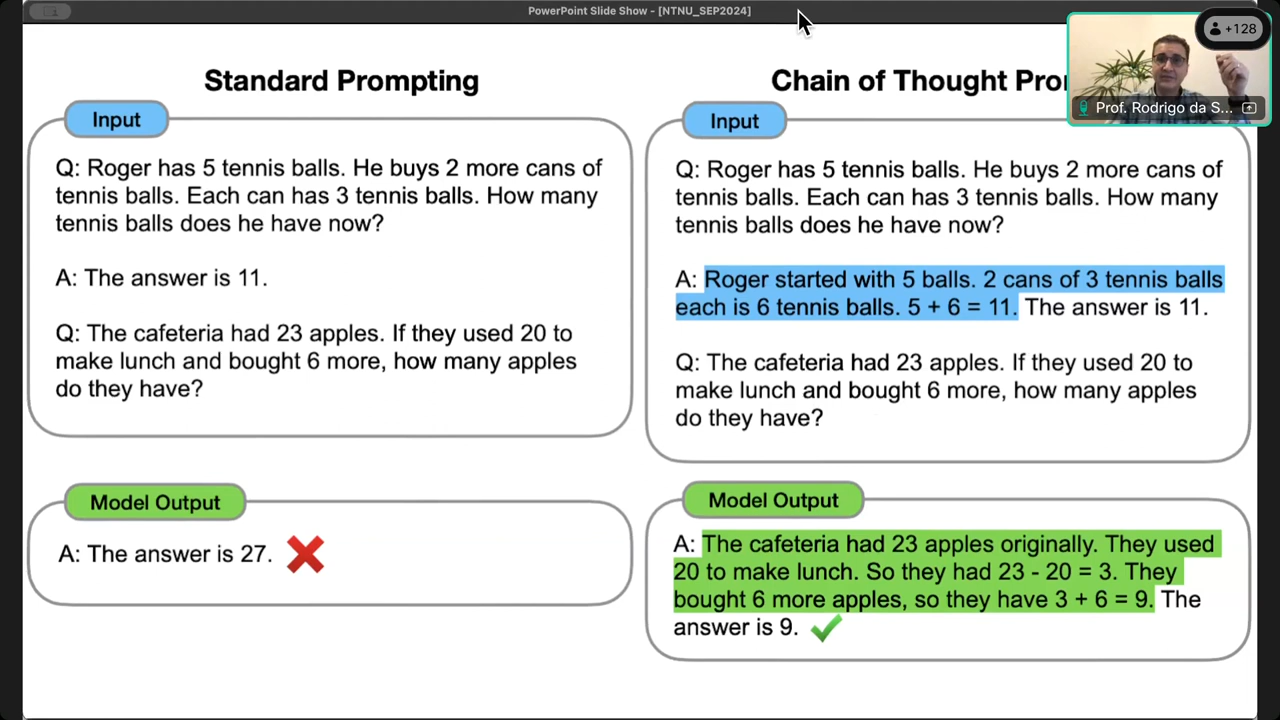 PowerPoint Slide Show - [NTNU_SEP2024]
+128
Prof. Rodrigo da S...
Standard Prompting
Input
Q: Roger has 5 tennis balls. He buys 2 more cans of
tennis balls. Each can has 3 tennis balls. How many
tennis balls does he have now?
A: The answer is 11.
Q: The cafeteria had 23 apples. If they used 20 to
make lunch and bought 6 more, how many apples
do they have?
Model Output
A: The answer is 27.
Chain of Thought Pro
Input
Q: Roger has 5 tennis balls. He buys 2 more cans of
tennis balls. Each can has 3 tennis balls. How many
tennis balls does he have now?
A: Roger started with 5 balls. 2 cans of 3 tennis balls
each is 6 tennis balls. 5 + 6 = 11. The answer is 11.
Q: The cafeteria had 23 apples. If they used 20 to
make lunch and bought 6 more, how many apples
do they have?
Model Output
A: The cafeteria had 23 apples originally. They used
20 to make lunch. So they had 23 - 20 = 3. They
bought 6 more apples, so they have 3 + 6 = 9. The
answer is 9.